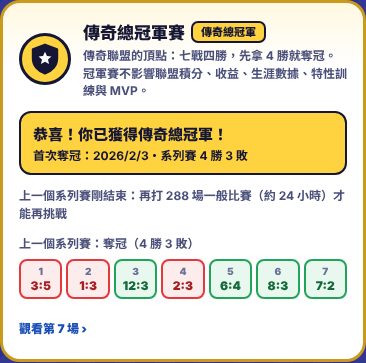 傳奇總冠軍賽 傳奇總冠軍
傳奇聯盟的頂點：七戰四勝，先拿 4 勝就奪冠。
冠軍賽不影響聯盟積分、收益、生涯數據、特性訓
練與 MVP。
恭喜！你已獲得傳奇總冠軍！
首次奪冠：2026/2/3・系列賽 4 勝 3 敗
上一個系列賽剛結束：再打 288 場一般比賽（約 24 小時）才
能再挑戰
上一個系列賽：奪冠（4 勝 3 敗）
1 2 3 4 5 6 7
3:5 1:3 12:3 2:3 6:4 8:3 7:2
觀看第 7 場 ›